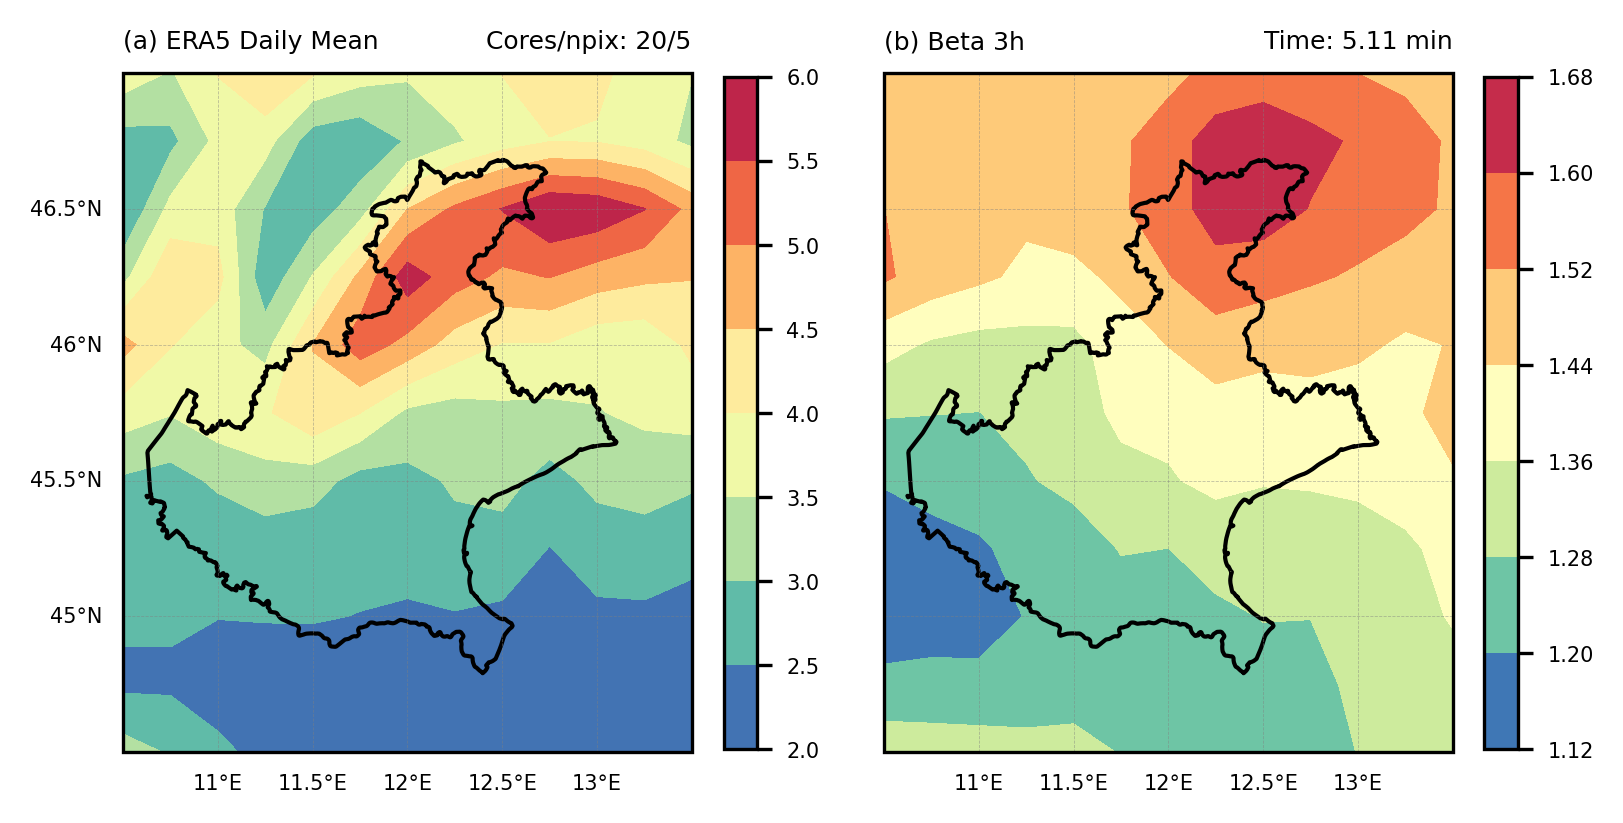 (a) ERA5 Daily Mean
Cores/npix: 20/5
(b) Beta 3h
Time: 5.11 min
46.5°N
46°N
45.5°N
45°N
11°E
11.5°E
12°E
12.5°E
13°E
6.0
5.5
5.0
4.5
4.0
3.5
3.0
2.5
2.0
11°E
11.5°E
12°E
12.5°E
13°E
1.68
1.60
1.52
1.44
1.36
1.28
1.20
1.12